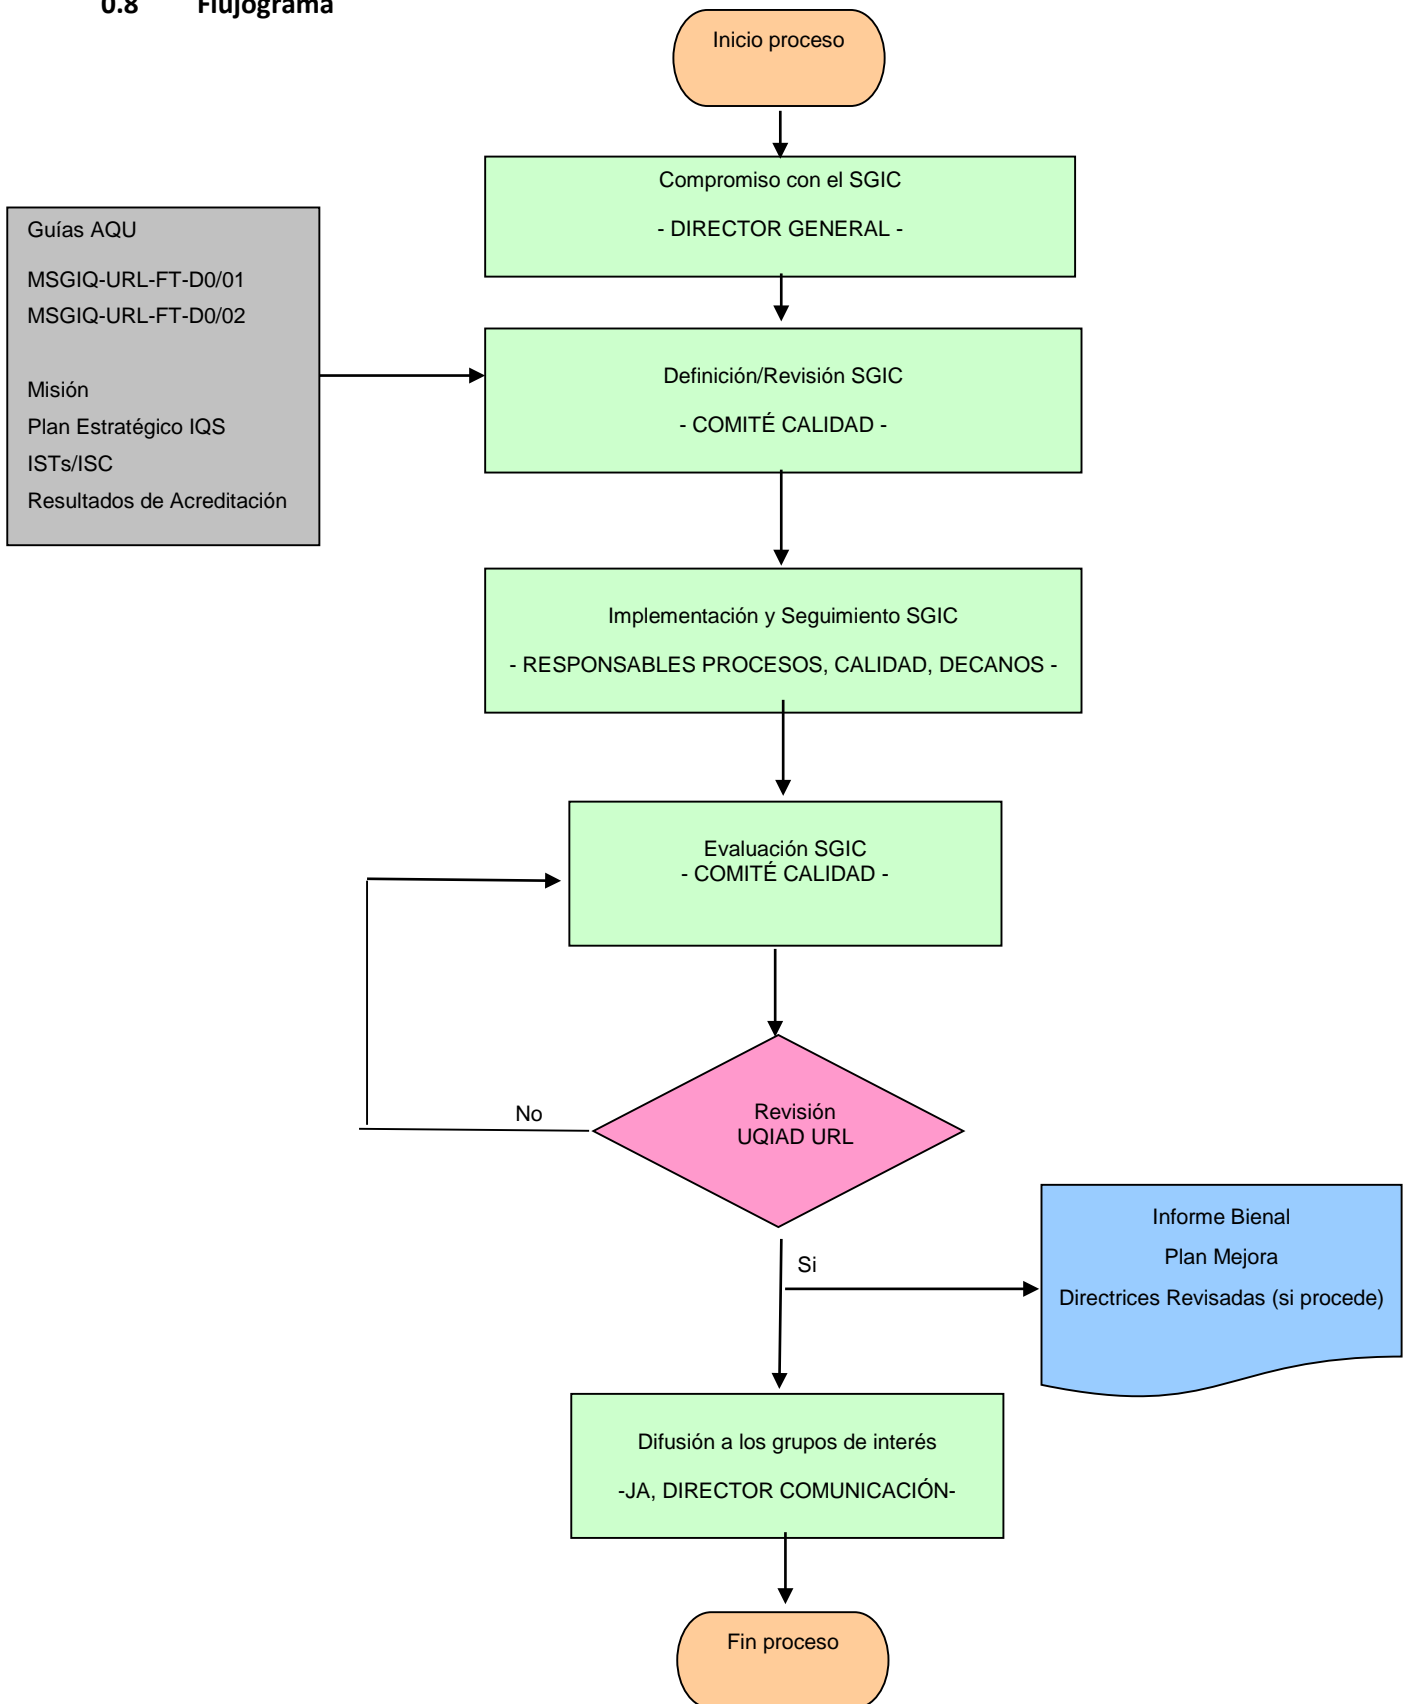 0.8 Flujograma
Inicio proceso
Compromiso con el SGIC
- DIRECTOR GENERAL -
Guías AQU
MSGIQ-URL-FT-D0/01
MSGIQ-URL-FT-D0/02
Misión
Plan Estratégico IQS
ISTs/ISC
Resultados de Acreditación
Definición/Revisión SGIC
- COMITÉ CALIDAD -
Implementación y Seguimiento SGIC
- RESPONSABLES PROCESOS, CALIDAD, DECANOS -
Evaluación SGIC
- COMITÉ CALIDAD -
No
Revisión
UQIAD URL
Si
Informe Bienal
Plan Mejora
Directrices Revisadas (si procede)
Difusión a los grupos de interés
-JA, DIRECTOR COMUNICACIÓN-
Fin proceso